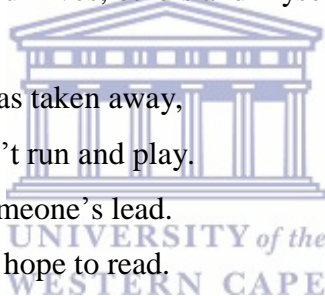 as taken away,
’t run and play.
meone’s lead.
UNIVERSITY of the
hope to read.
WESTERN CAPE